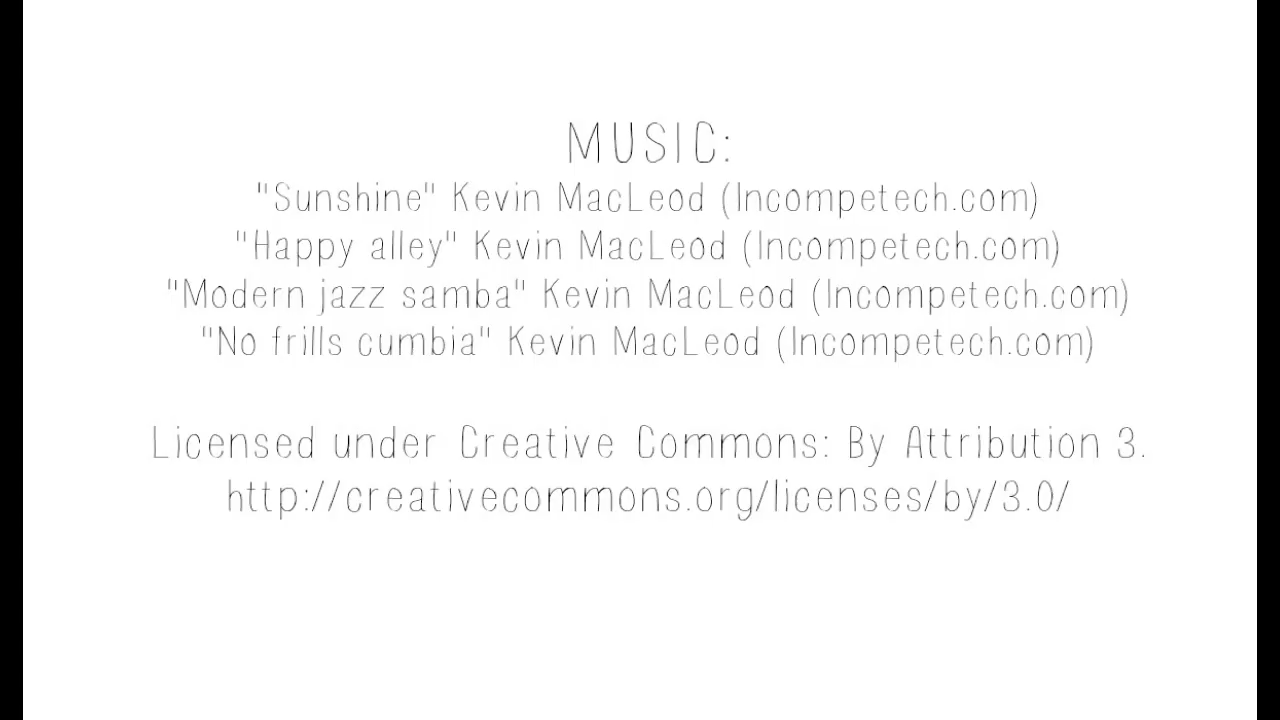 MUSIC:
"Sunshine" Kevin MacLeod (Incompetech.com)
"Happy alley" Kevin MacLeod (Incompetech.com)
"Modern jazz samba" Kevin MacLeod (Incompetech.com)
"No frills cumbia" Kevin MacLeod (Incompetech.com)
Licensed under Creative Commons: By Attribution 3.
http://creativecommons.org/licenses/by/3.0/